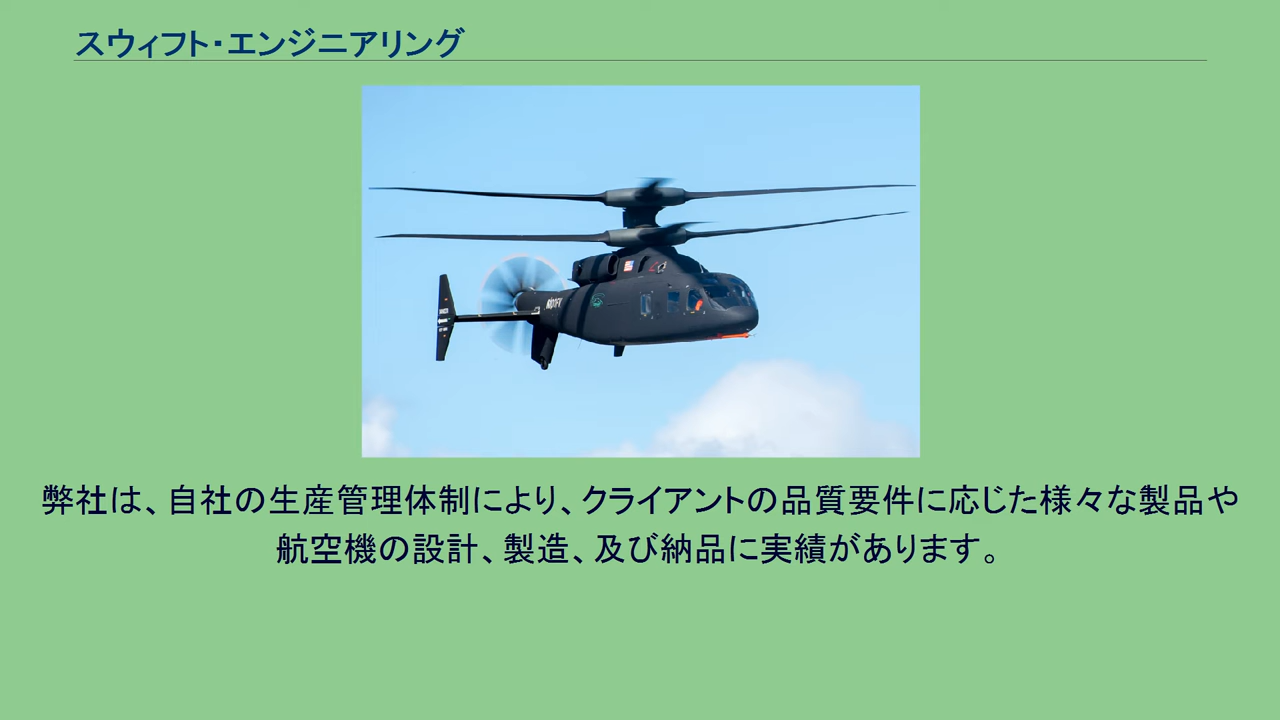 スウィフト・エンジニアリング
弊社は、自社の生産管理体制により、クライアントの品質要件に応じた様々な製品や
航空機の設計、製造、及び納品に実績があります。